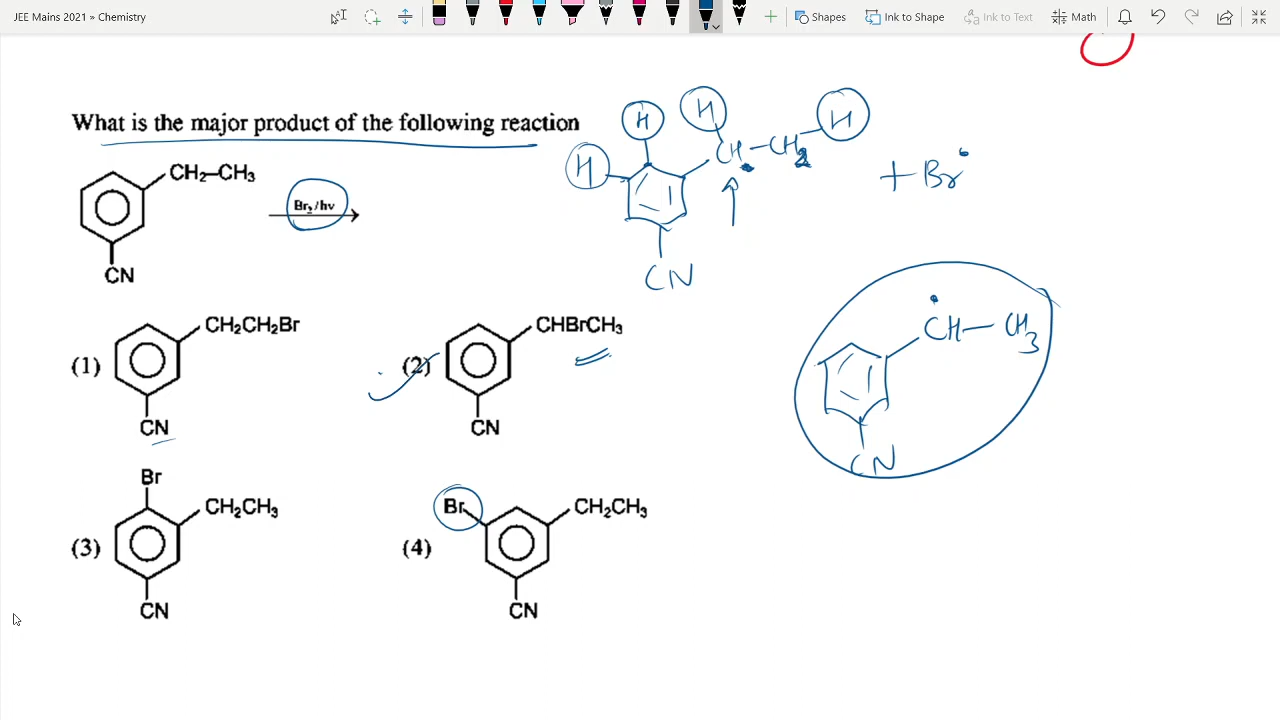 JEE Mains 2021 » Chemistry
Shapes
Ink to Shape
Ink to Text
Math
What is the major product of the following reaction
CH₂–CH₃
Br₂/hν
CN
H
H
H
H
CH–CH₂
+Br•
CN
(1)
CH₂CH₂Br
CN
(2)
CHBrCH₃
CN
ĊH–CH₃
CN
(3)
Br
CH₂CH₃
CN
(4)
Br
CH₂CH₃
CN